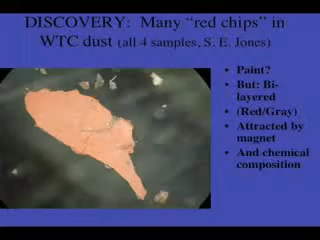 DISCOVERY: Many “red chips” in
WTC dust (all 4 samples, S. E. Jones)
• Paint?
• But: Bi-
layered
• (Red/Gray)
• Attracted by
magnet
• And chemical
composition